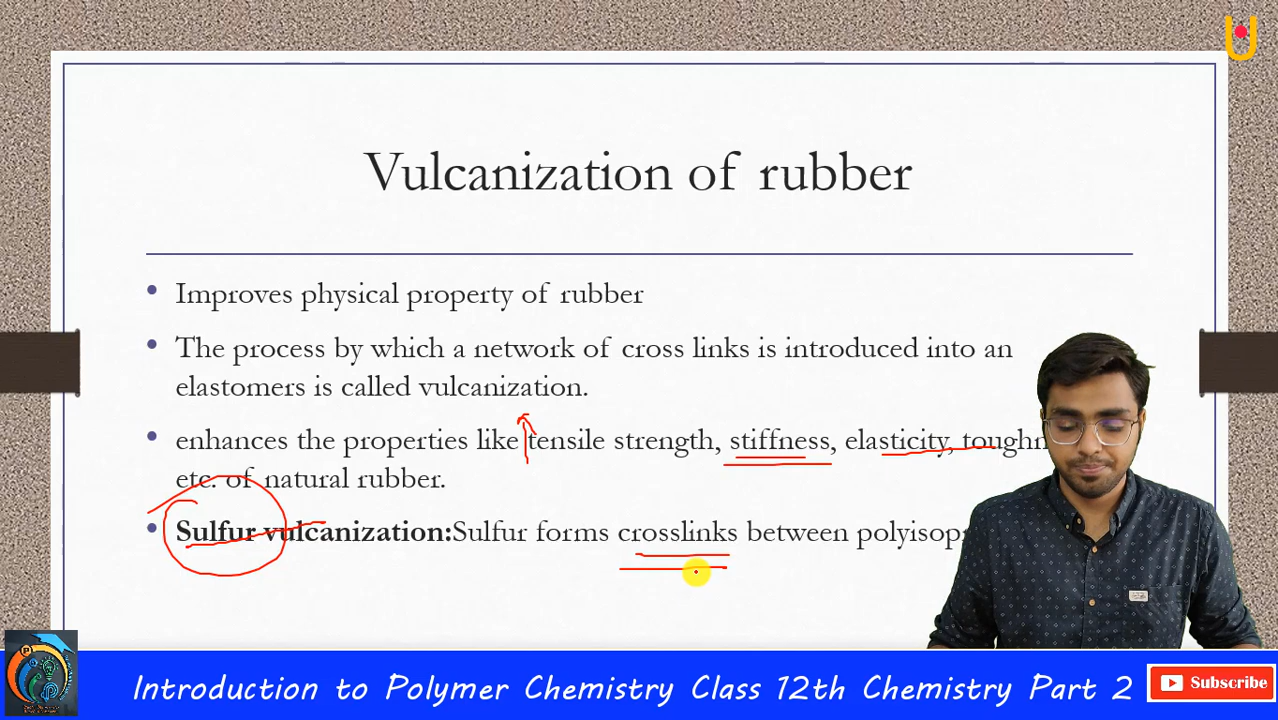 Vulcanization of rubber
• Improves physical property of rubber
• The process by which a network of cross links is introduced into an
elastomers is called vulcanization.
• enhances the properties like tensile strength, stiffness, elasticity,
etc. of natural rubber.
• Sulfur vulcanization:Sulfur forms crosslinks between
Introduction to Polymer Chemistry Class 12th Chemistry Part 2
Subscribe